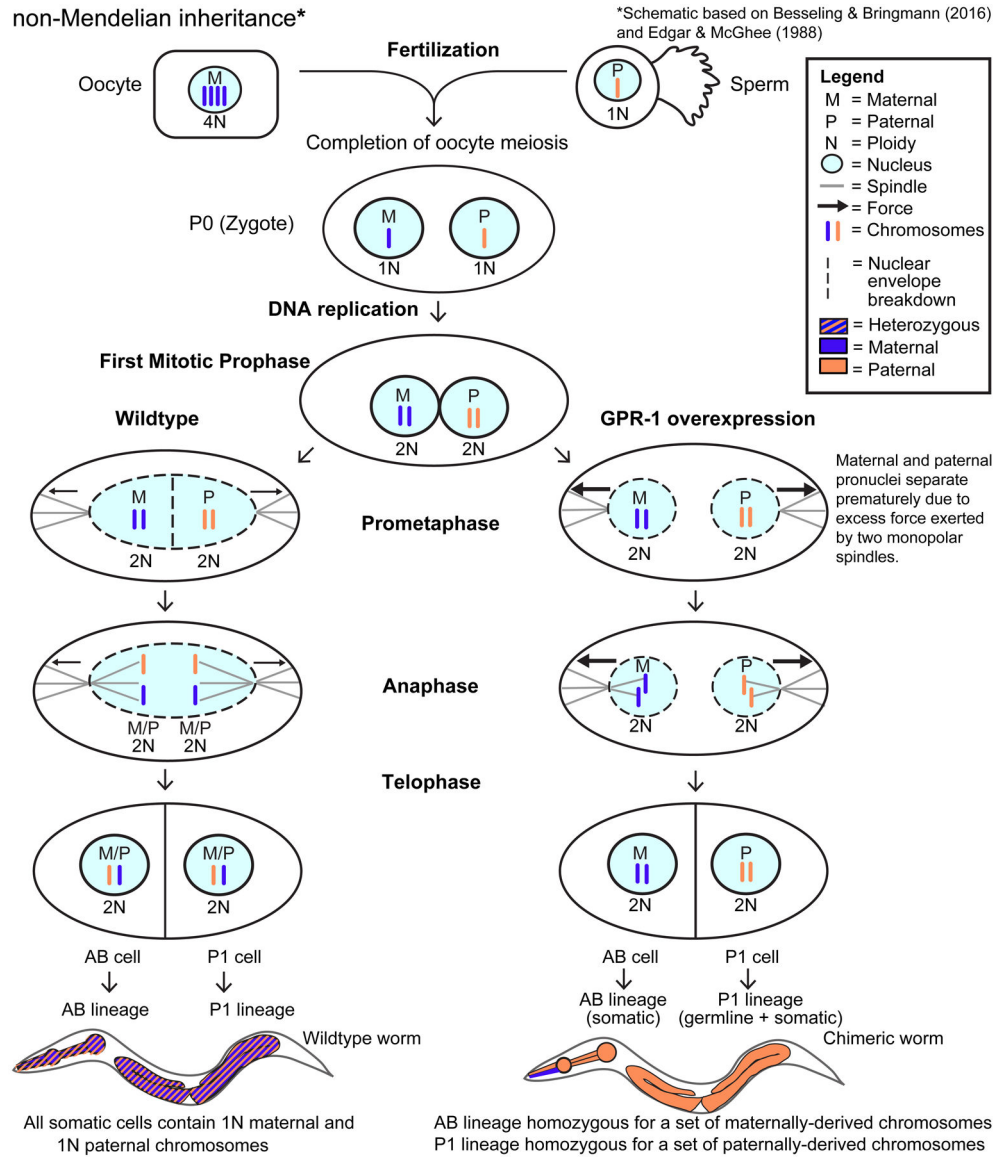 non-Mendelian inheritance*
*Schematic based on Besseling & Bringmann (2016)
and Edgar & McGhee (1988)
Fertilization
Oocyte
M
4N
P
1N
Sperm
Completion of oocyte meiosis
Legend
M = Maternal
P = Paternal
N = Ploidy
= Nucleus
= Spindle
= Force
= Chromosomes
= Nuclear
envelope
breakdown
= Heterozygous
= Maternal
= Paternal
P0 (Zygote)
M
1N
P
1N
DNA replication
First Mitotic Prophase
M
2N
P
2N
Wildtype
GPR-1 overexpression
M
2N
P
2N
Prometaphase
M
2N
P
2N
Maternal and paternal
pronuclei separate
prematurely due to
excess force exerted
by two monopolar
spindles.
M/P
2N
M/P
2N
Anaphase
M
2N
P
2N
Telophase
M/P
2N
M/P
2N
M
2N
P
2N
AB cell
P1 cell
AB cell
P1 cell
AB lineage
P1 lineage
AB lineage
(somatic)
P1 lineage
(germline + somatic)
Wildtype worm
Chimeric worm
All somatic cells contain 1N maternal and
1N paternal chromosomes
AB lineage homozygous for a set of maternally-derived chromosomes
P1 lineage homozygous for a set of paternally-derived chromosomes